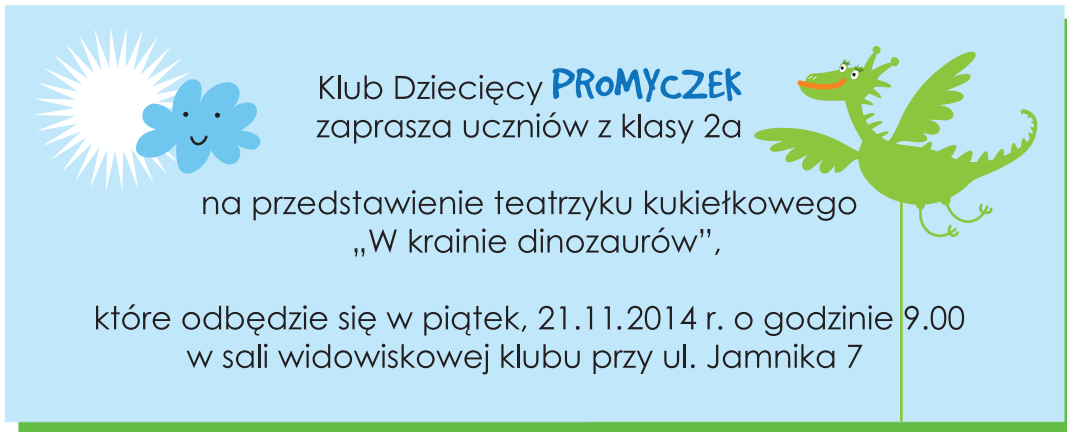 Klub Dziecięcy PROMYCZEK
zaprasza uczniów z klasy 2a
na przedstawienie teatrzyku kukiełkowego
„W krainie dinozaurów”,
które odbędzie się w piątek, 21.11.2014 r. o godzinie 9.00
w sali widowiskowej klubu przy ul. Jamnika 7